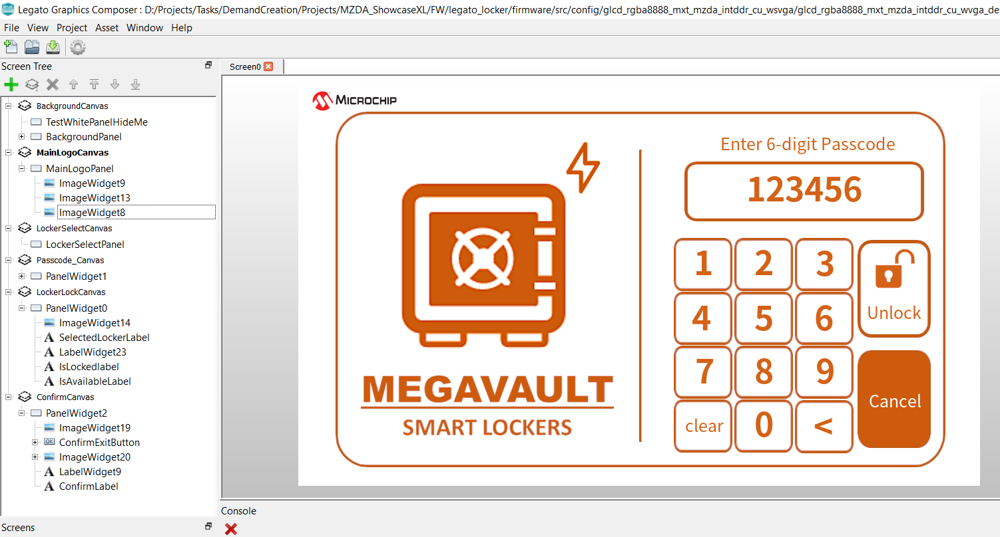 Legato Graphics Composer : D:/Projects/Tasks/DemandCreation/Projects/MZDA_ShowcaseXL/FW/legato_locker/firmware/src/config/glcd_rgba8888_mxt_mzda_intddr_cu_wsvga/glcd_rgba8888_mxt_mzda_intddr_cu_wvga_de
File View Project Asset Window Help
Screen Tree
BackgroundCanvas
TestWhitePanelHideMe
BackgroundPanel
MainLogoCanvas
MainLogoPanel
ImageWidget9
ImageWidget13
ImageWidget8
LockerSelectCanvas
LockerSelectPanel
Passcode_Canvas
PanelWidget1
LockerLockCanvas
PanelWidget0
ImageWidget14
SelectedLockerLabel
LabelWidget23
IsLockedlabel
IsAvailableLabel
ConfirmCanvas
PanelWidget2
ImageWidget19
OK ConfirmExitButton
ImageWidget20
LabelWidget9
ConfirmLabel
Screens
Screen0
MICROCHIP
MEGAVAULT
SMART LOCKERS
Enter 6-digit Passcode
123456
1 2 3
4 5 6
7 8 9
clear 0 <
Unlock
Cancel
Console